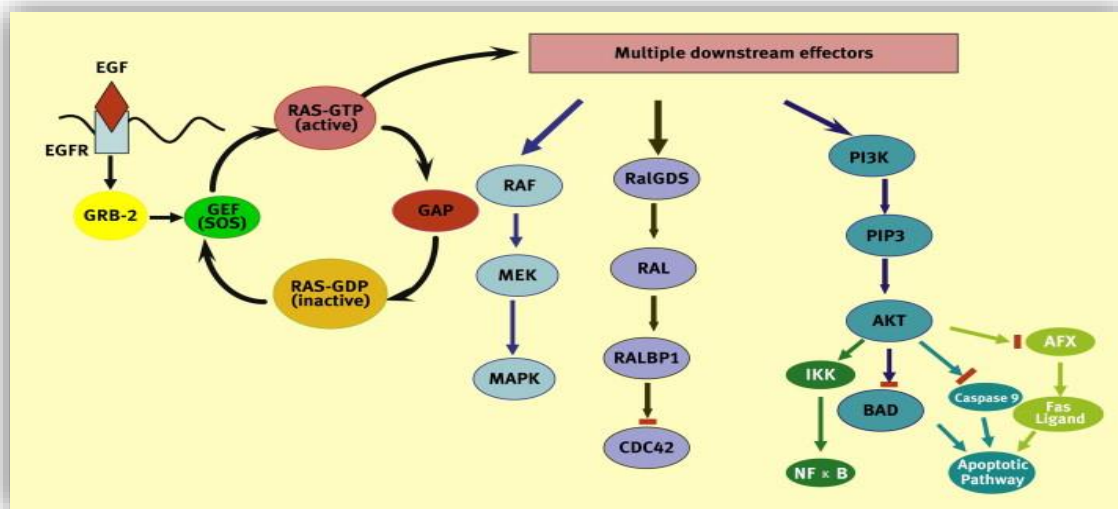 Multiple downstream effectors
EGF
EGFR
GRB-2
GEF
(SOS)
RAS-GTP
(active)
GAP
RAS-GDP
(inactive)
RAF
MEK
MAPK
RalGDS
RAL
RALBP1
CDC42
PI3K
PIP3
AKT
IKK
NF κ B
BAD
Caspase 9
AFX
Fas
Ligand
Apoptotic
Pathway